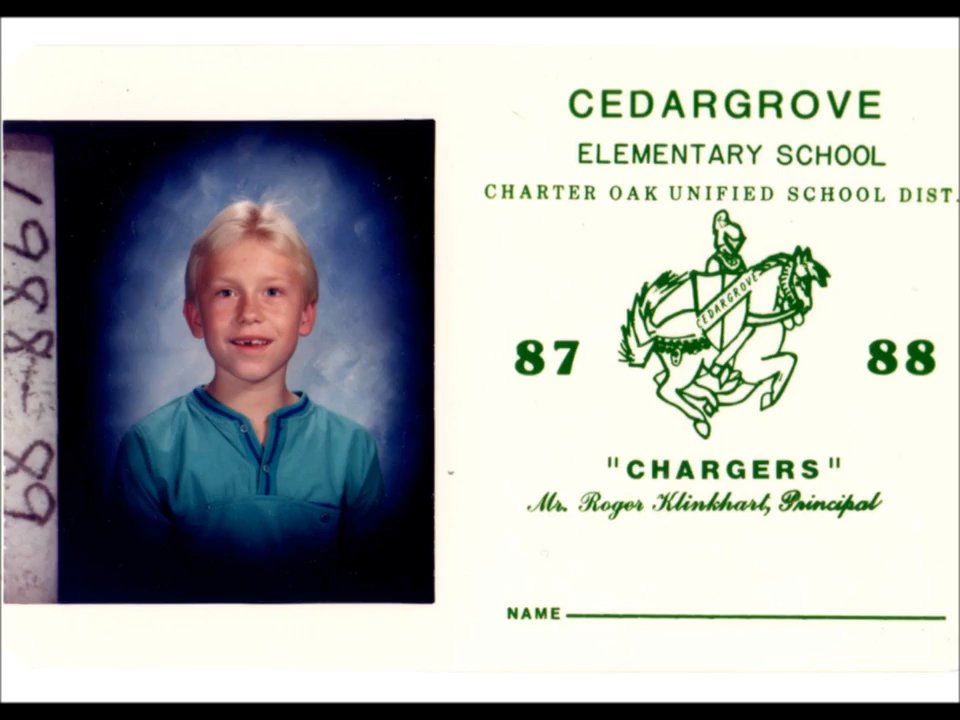 1988-89
CEDARGROVE
ELEMENTARY SCHOOL
CHARTER OAK UNIFIED SCHOOL DIST.
CEDARGROVE
87 88
"CHARGERS"
Mr. Roger Klinkhart, Principal
NAME